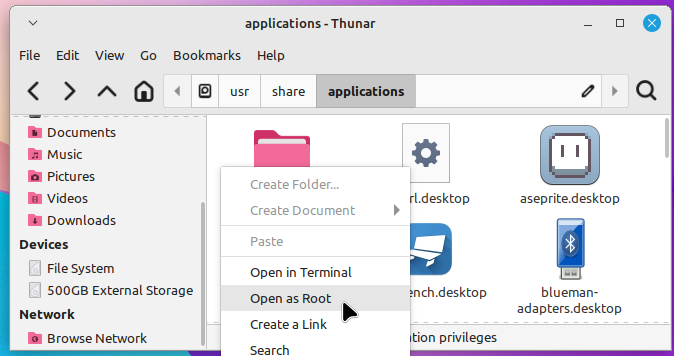 applications - Thunar
File Edit View Go Bookmarks Help
usr share applications
Documents
Music
Pictures
Videos
Downloads
Devices
File System
500GB External Storage
Network
Browse Network
rl.desktop
aseprite.desktop
ench.desktop
blueman-
adapters.desktop
Create Folder...
Create Document
Paste
Open in Terminal
Open as Root
Create a Link
Search
ation privileges